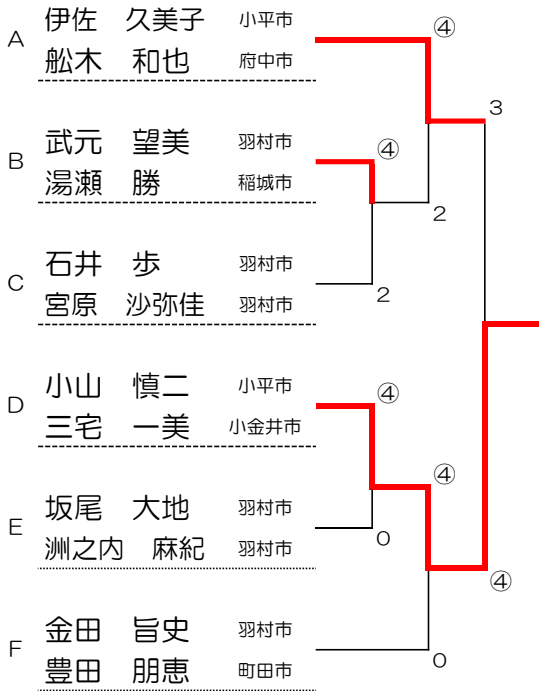 A
伊佐　久美子　小平市
舩木　和也　府中市
④
3
B
武元　望美　羽村市
湯瀬　勝　稲城市
④
2
C
石井　歩　羽村市
宮原　沙弥佳　羽村市
2
D
小山　慎二　小平市
三宅　一美　小金井市
④
④
E
坂尾　大地　羽村市
洲之内　麻紀　羽村市
0
④
F
金田　旨史　羽村市
豊田　朋恵　町田市
0